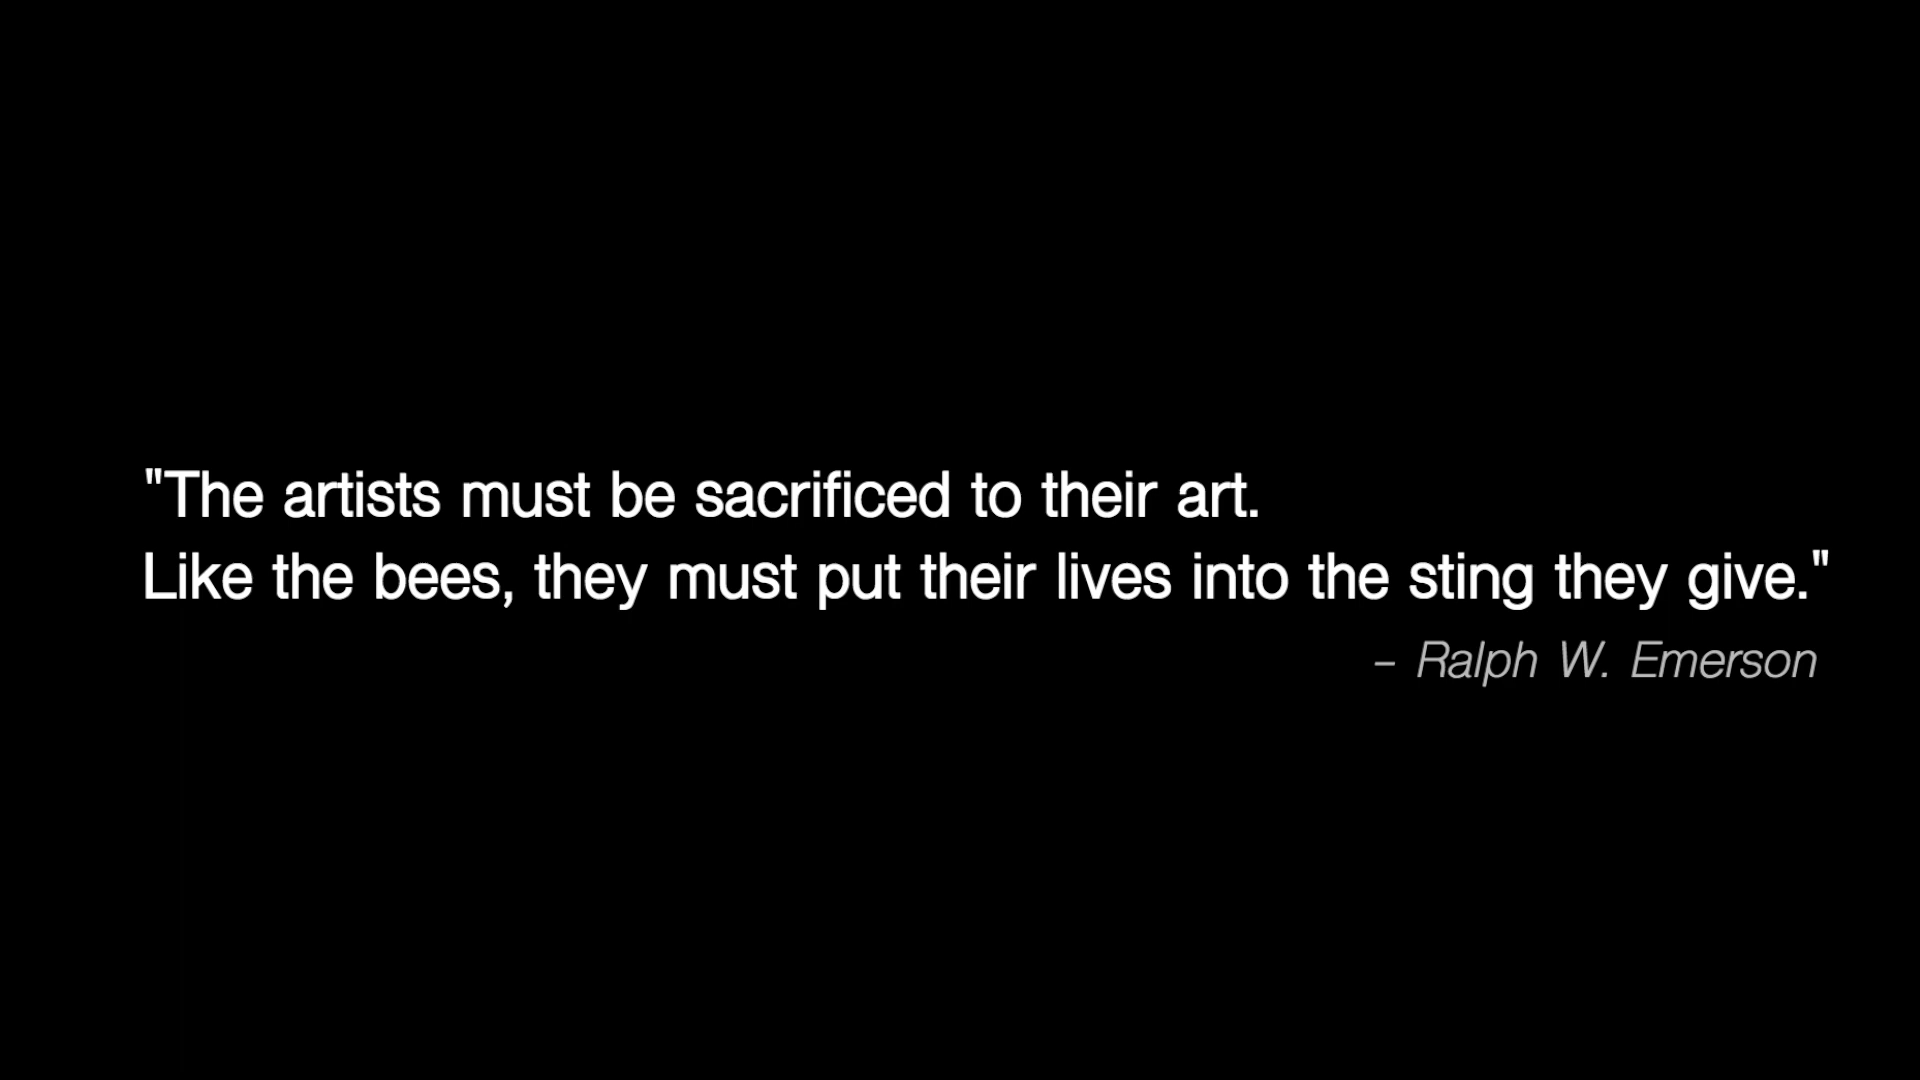 "The artists must be sacrificed to their art.
Like the bees, they must put their lives into the sting they give."
– Ralph W. Emerson